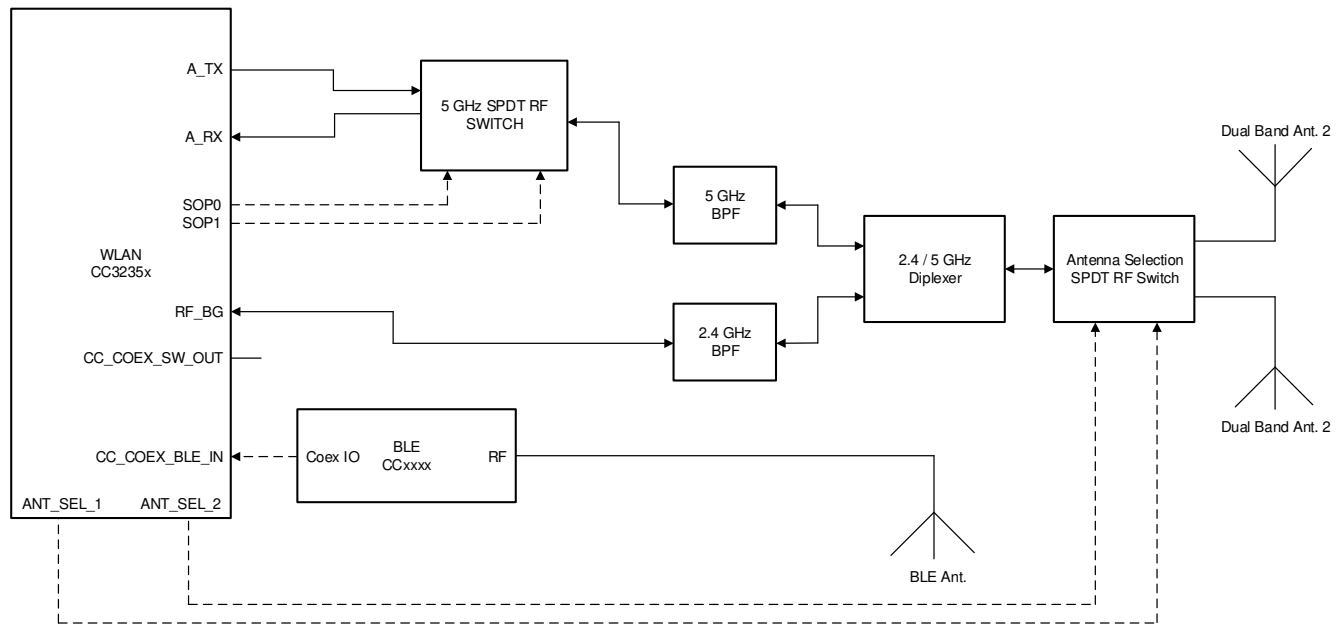 A_TX
A_RX
SOP0
SOP1
WLAN
CC3235x
RF_BG
CC_COEX_SW_OUT
CC_COEX_BLE_IN
ANT_SEL_1
ANT_SEL_2
5 GHz SPDT RF
SWITCH
5 GHz
BPF
2.4 GHz
BPF
2.4 / 5 GHz
Diplexer
Antenna Selection
SPDT RF Switch
Dual Band Ant. 2
Dual Band Ant. 2
Coex IO
BLE
CCxxxx
RF
BLE Ant.